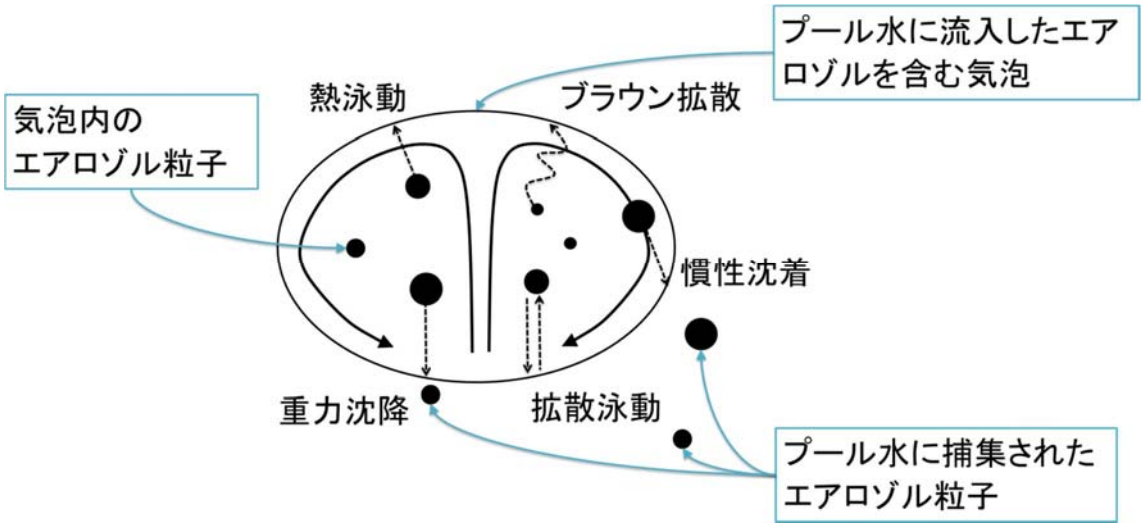 プール水に流入したエア
ロゾルを含む気泡
熱泳動
ブラウン拡散
気泡内の
エアロゾル粒子
慣性沈着
重力沈降
拡散泳動
プール水に捕集された
エアロゾル粒子